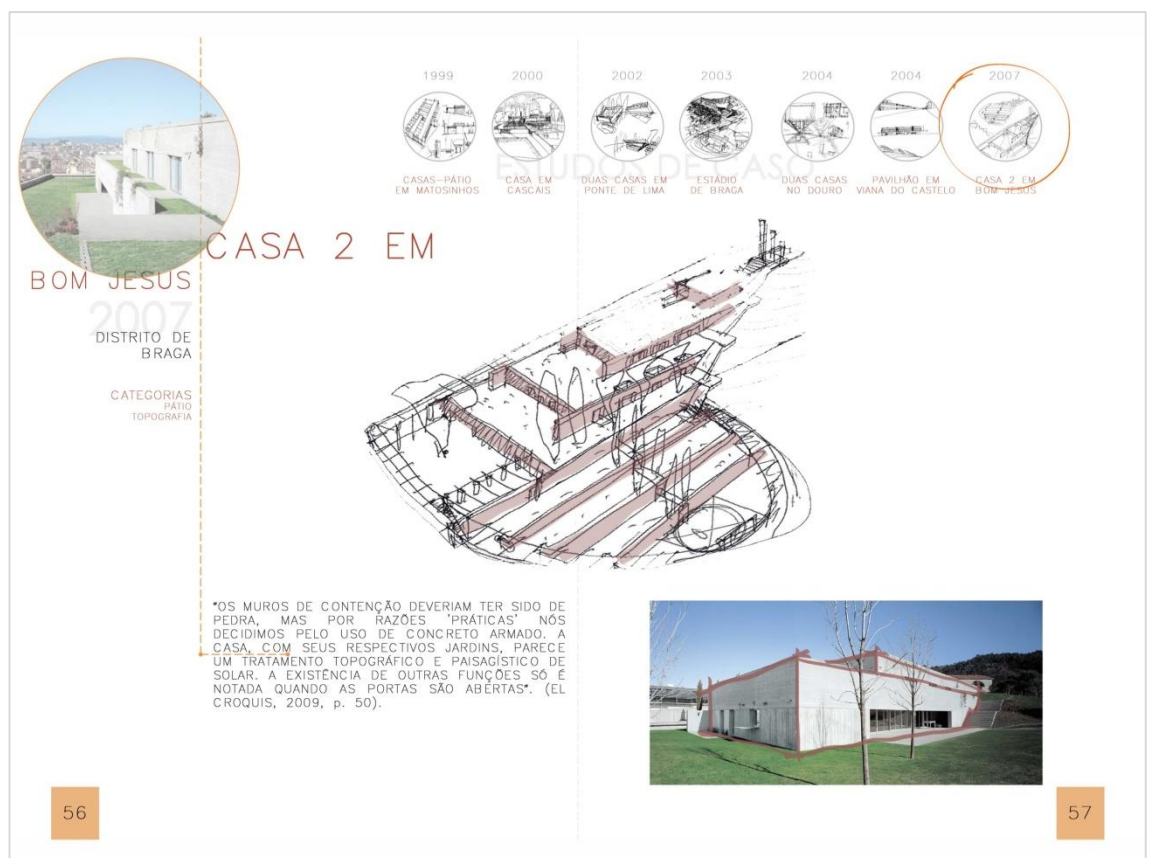 1999
2000
2002
2003
2004
2004
2007
ESTUDOS DE CASO
CASAS-PÁTIO
EM MATOSINHOS
CASA EM
CASCAIS
DUAS CASAS EM
PONTE DE LIMA
ESTÁDIO
DE BRAGA
DUAS CASAS
NO DOURO
PAVILHÃO EM
VIANA DO CASTELO
CASA 2 EM
BOM JESUS
CASA 2 EM
BOM JESUS
2007
DISTRITO DE
BRAGA
CATEGORIAS
PÁTIO
TOPOGRAFIA
"OS MUROS DE CONTENÇÃO DEVERIAM TER SIDO DE
PEDRA, MAS POR RAZÕES 'PRÁTICAS' NÓS
DECIDIMOS PELO USO DE CONCRETO ARMADO. A
CASA, COM SEUS RESPECTIVOS JARDINS, PARECE
UM TRATAMENTO TOPOGRÁFICO E PAISAGÍSTICO DE
SOLAR. A EXISTÊNCIA DE OUTRAS FUNÇÕES SÓ É
NOTADA QUANDO AS PORTAS SÃO ABERTAS". (EL
CROQUIS, 2009, p. 50).
56
57